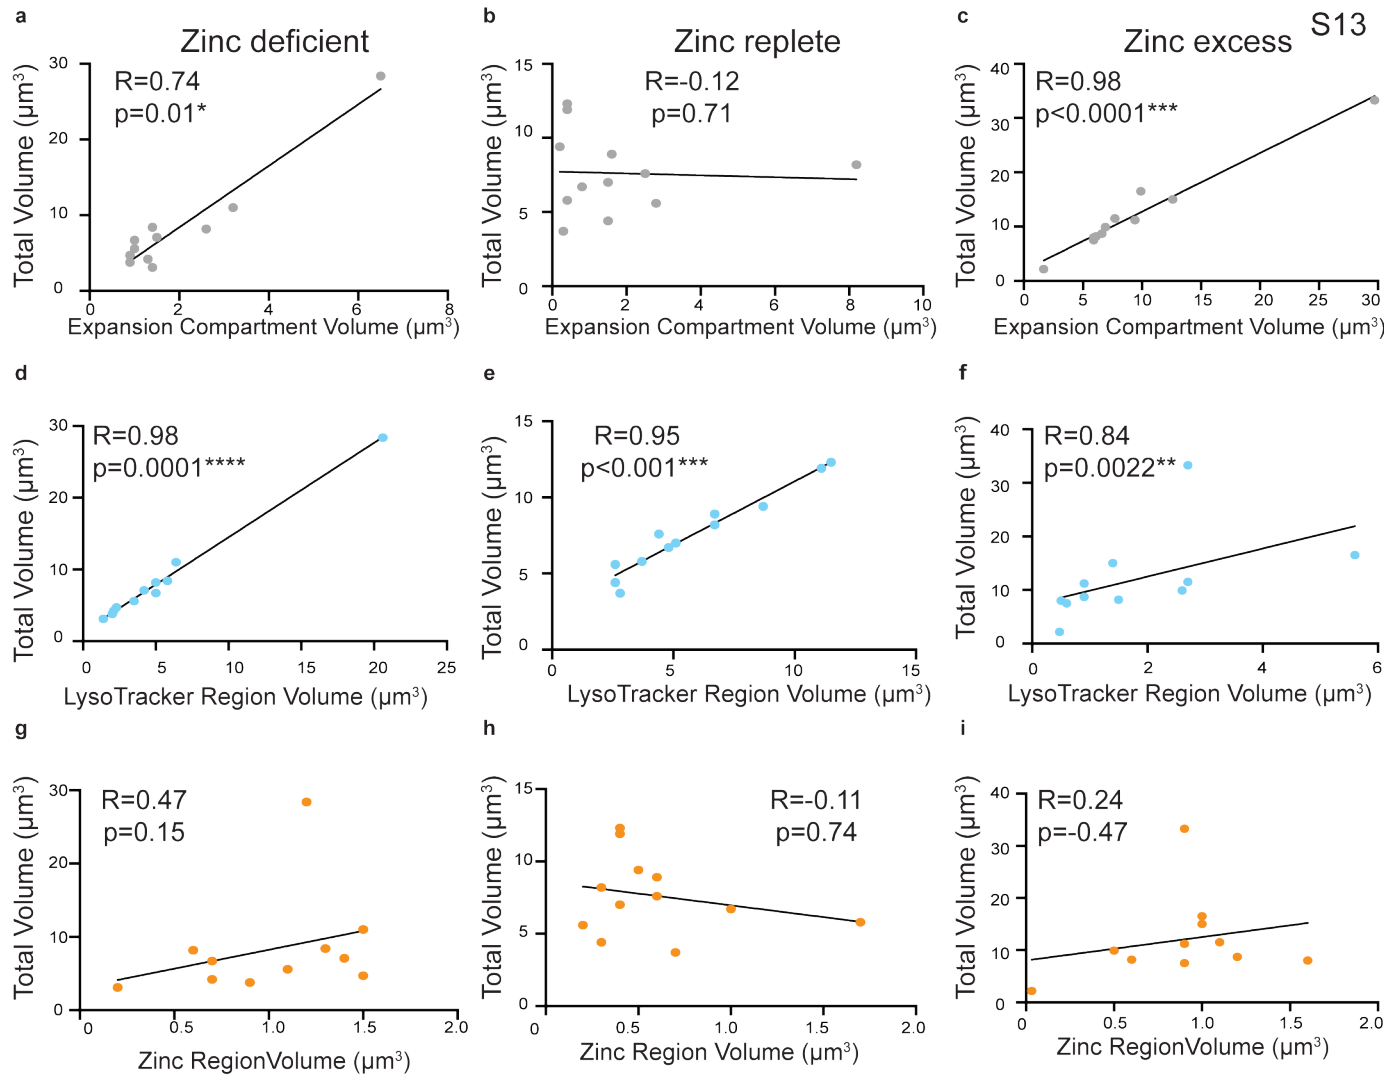 a
b
c
S13
Zinc deficient
Zinc replete
Zinc excess
Total Volume (µm³)
30
20
10
0
R=0.74
p=0.01*
0 2 4 6 8
Expansion Compartment Volume (µm³)
Total Volume (µm³)
15
10
5
0
R=-0.12
p=0.71
0 2 4 6 8 10
Expansion Compartment Volume (µm³)
Total Volume (µm³)
40
30
20
10
0
R=0.98
p<0.0001***
0 5 10 15 20 25 30
Expansion Compartment Volume (µm³)
d
e
f
Total Volume (µm³)
30
20
10
0
R=0.98
p=0.0001****
0 5 10 15 20 25
LysoTracker Region Volume (µm³)
Total Volume (µm³)
15
10
5
0
R=0.95
p<0.001***
0 5 10 15
LysoTracker Region Volume (µm³)
Total Volume (µm³)
40
30
20
10
0
R=0.84
p=0.0022**
0 2 4 6
LysoTracker Region Volume (µm³)
g
h
i
Total Volume (µm³)
30
20
10
0
R=0.47
p=0.15
0 0.5 1.0 1.5 2.0
Zinc RegionVolume (µm³)
Total Volume (µm³)
15
10
5
0
R=-0.11
p=0.74
0 0.5 1.0 1.5 2.0
Zinc Region Volume (µm³)
Total Volume (µm³)
40
30
20
10
0
R=0.24
p=-0.47
0 0.5 1.0 1.5 2.0
Zinc RegionVolume (µm³)